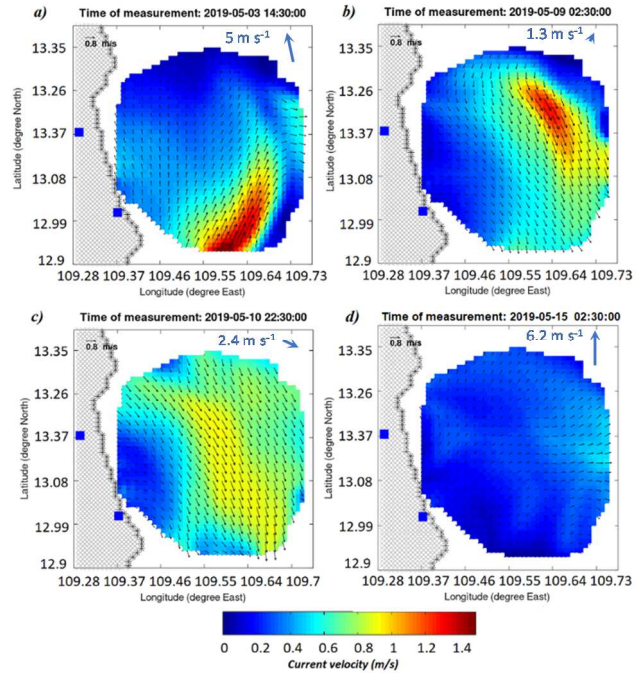 a) Time of measurement: 2019-05-03 14:30:00
0.8 m/s
5 m s⁻¹
13.35
13.26
13.37
13.08
12.99
12.9
Latitude (degree North)
109.28 109.37 109.46 109.55 109.64 109.73
Longitude (degree East)
b) Time of measurement: 2019-05-09 02:30:00
0.8 m/s
1.3 m s⁻¹
13.35
13.26
13.37
13.08
12.99
12.9
Latitude (degree North)
109.28 109.37 109.46 109.55 109.64 109.73
Longitude (degree East)
c) Time of measurement: 2019-05-10 22:30:00
0.8 m/s
2.4 m s⁻¹
13.35
13.26
13.37
13.08
12.99
12.9
Latitude (degree North)
109.28 109.37 109.46 109.55 109.64 109.7
Longitude (degree East)
d) Time of measurement: 2019-05-15 02:30:00
0.8 m/s
6.2 m s⁻¹
13.35
13.26
13.37
13.08
12.99
12.9
Latitude (degree North)
109.28 109.37 109.46 109.55 109.64 109.73
Longitude (degree East)
0 0.2 0.4 0.6 0.8 1 1.2 1.4
Current velocity (m/s)